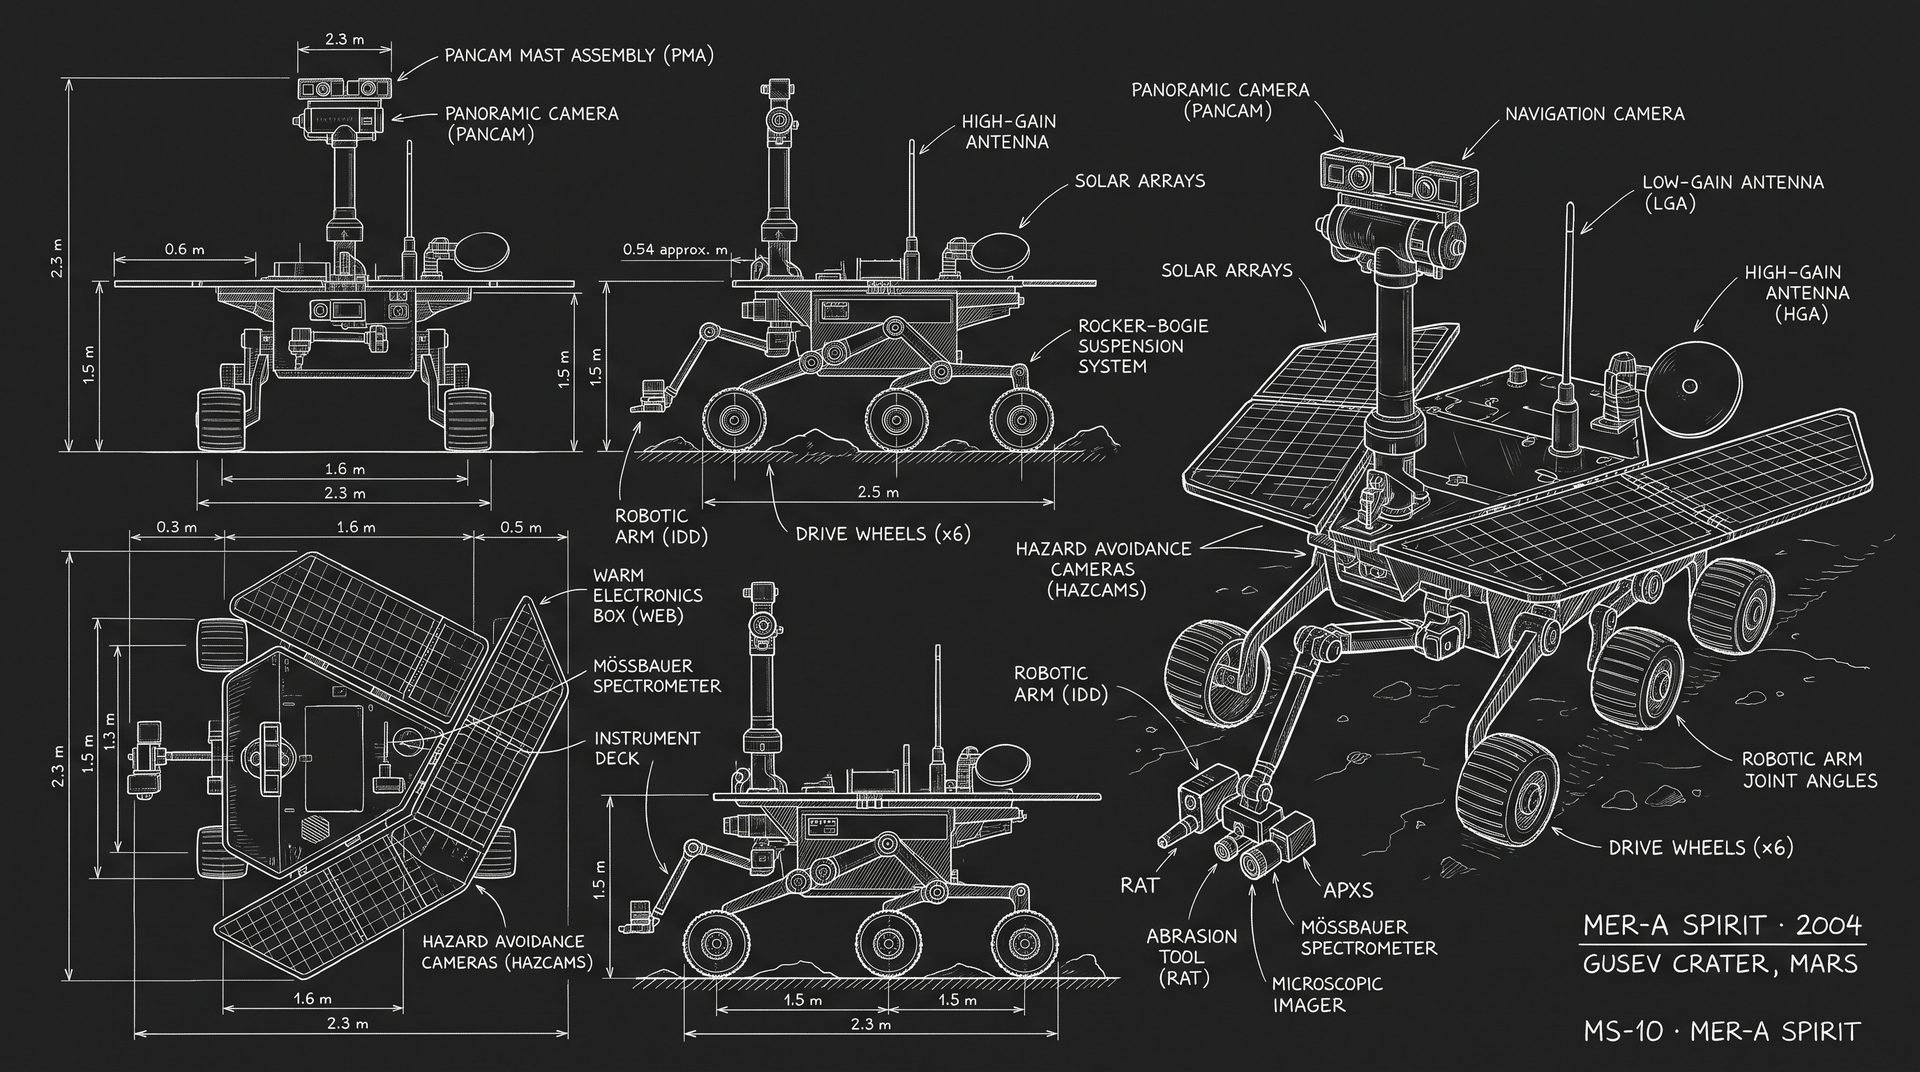 2.3 m
PANCAM MAST ASSEMBLY (PMA)
PANORAMIC CAMERA
(PANCAM)
2.3 m
0.6 m
1.5 m
1.5 m
1.6 m
2.3 m
HIGH-GAIN
ANTENNA
SOLAR ARRAYS
0.54 approx. m
1.5 m
ROCKER-BOGIE
SUSPENSION
SYSTEM
2.5 m
ROBOTIC
ARM (IDD)
DRIVE WHEELS (x6)
0.3 m
1.6 m
0.5 m
2.3 m
1.5 m
1.3 m
WARM
ELECTRONICS
BOX (WEB)
MÖSSBAUER
SPECTROMETER
INSTRUMENT
DECK
HAZARD AVOIDANCE
CAMERAS (HAZCAMS)
1.6 m
2.3 m
1.5 m
1.5 m
1.5 m
2.3 m
PANORAMIC CAMERA
(PANCAM)
NAVIGATION CAMERA
LOW-GAIN ANTENNA
(LGA)
SOLAR ARRAYS
HIGH-GAIN
ANTENNA
(HGA)
HAZARD AVOIDANCE
CAMERAS
(HAZCAMS)
ROBOTIC
ARM (IDD)
ROBOTIC ARM
JOINT ANGLES
DRIVE WHEELS (x6)
RAT
APXS
ABRASION
TOOL
(RAT)
MÖSSBAUER
SPECTROMETER
MICROSCOPIC
IMAGER
MER-A SPIRIT · 2004
GUSEV CRATER, MARS
MS-10 · MER-A SPIRIT